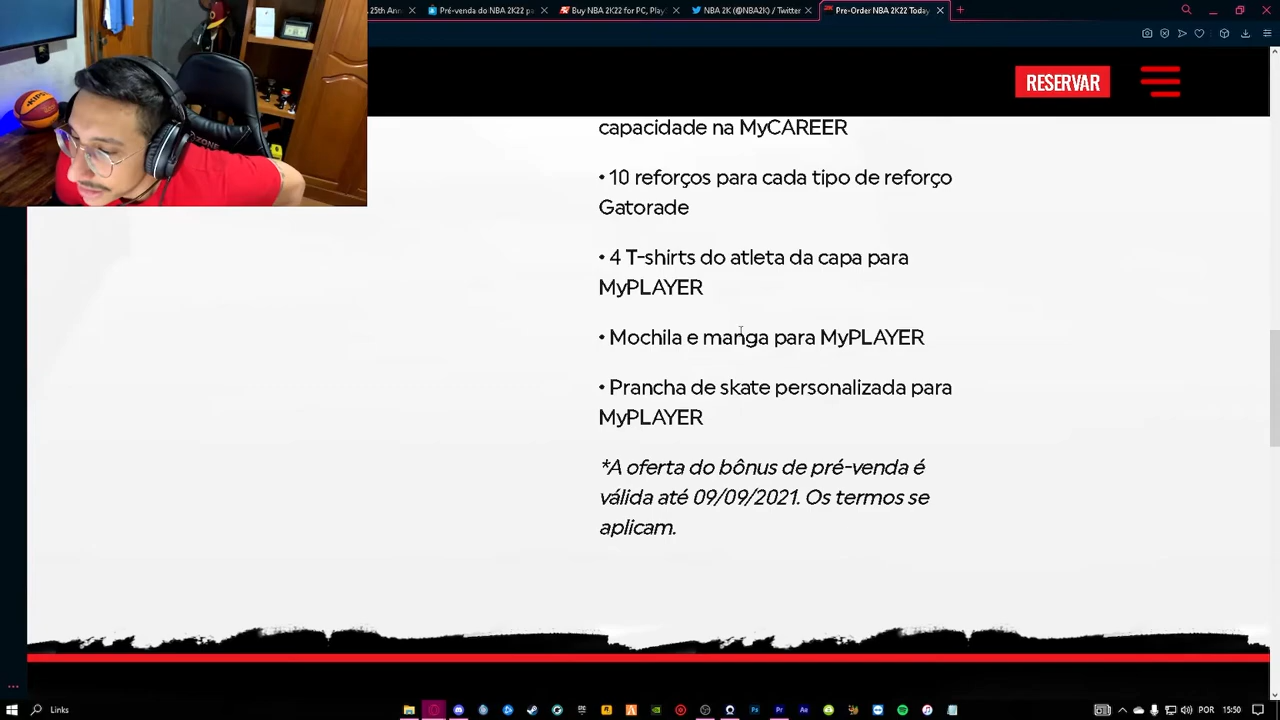 25th Ann
Pré-venda do NBA 2K22 pa
Buy NBA 2K22 for PC, Play
NBA 2K (@NBA2K) / Twitter
Pre-Order NBA 2K22 Today
RESERVAR
capacidade na MyCAREER
• 10 reforços para cada tipo de reforço
Gatorade
• 4 T-shirts do atleta da capa para
MyPLAYER
• Mochila e manga para MyPLAYER
• Prancha de skate personalizada para
MyPLAYER
*A oferta do bônus de pré-venda é
válida até 09/09/2021. Os termos se
aplicam.
Links
POR
15:50